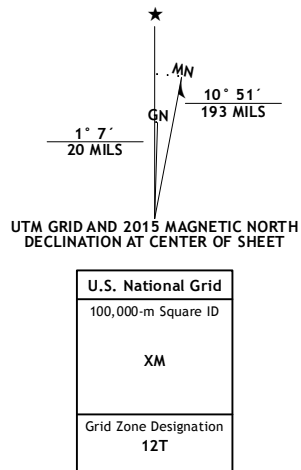 MN
GN
10° 51´
193 MILS
1° 7´
20 MILS
UTM GRID AND 2015 MAGNETIC NORTH
DECLINATION AT CENTER OF SHEET
U.S. National Grid
100,000-m Square ID
XM
Grid Zone Designation
12T